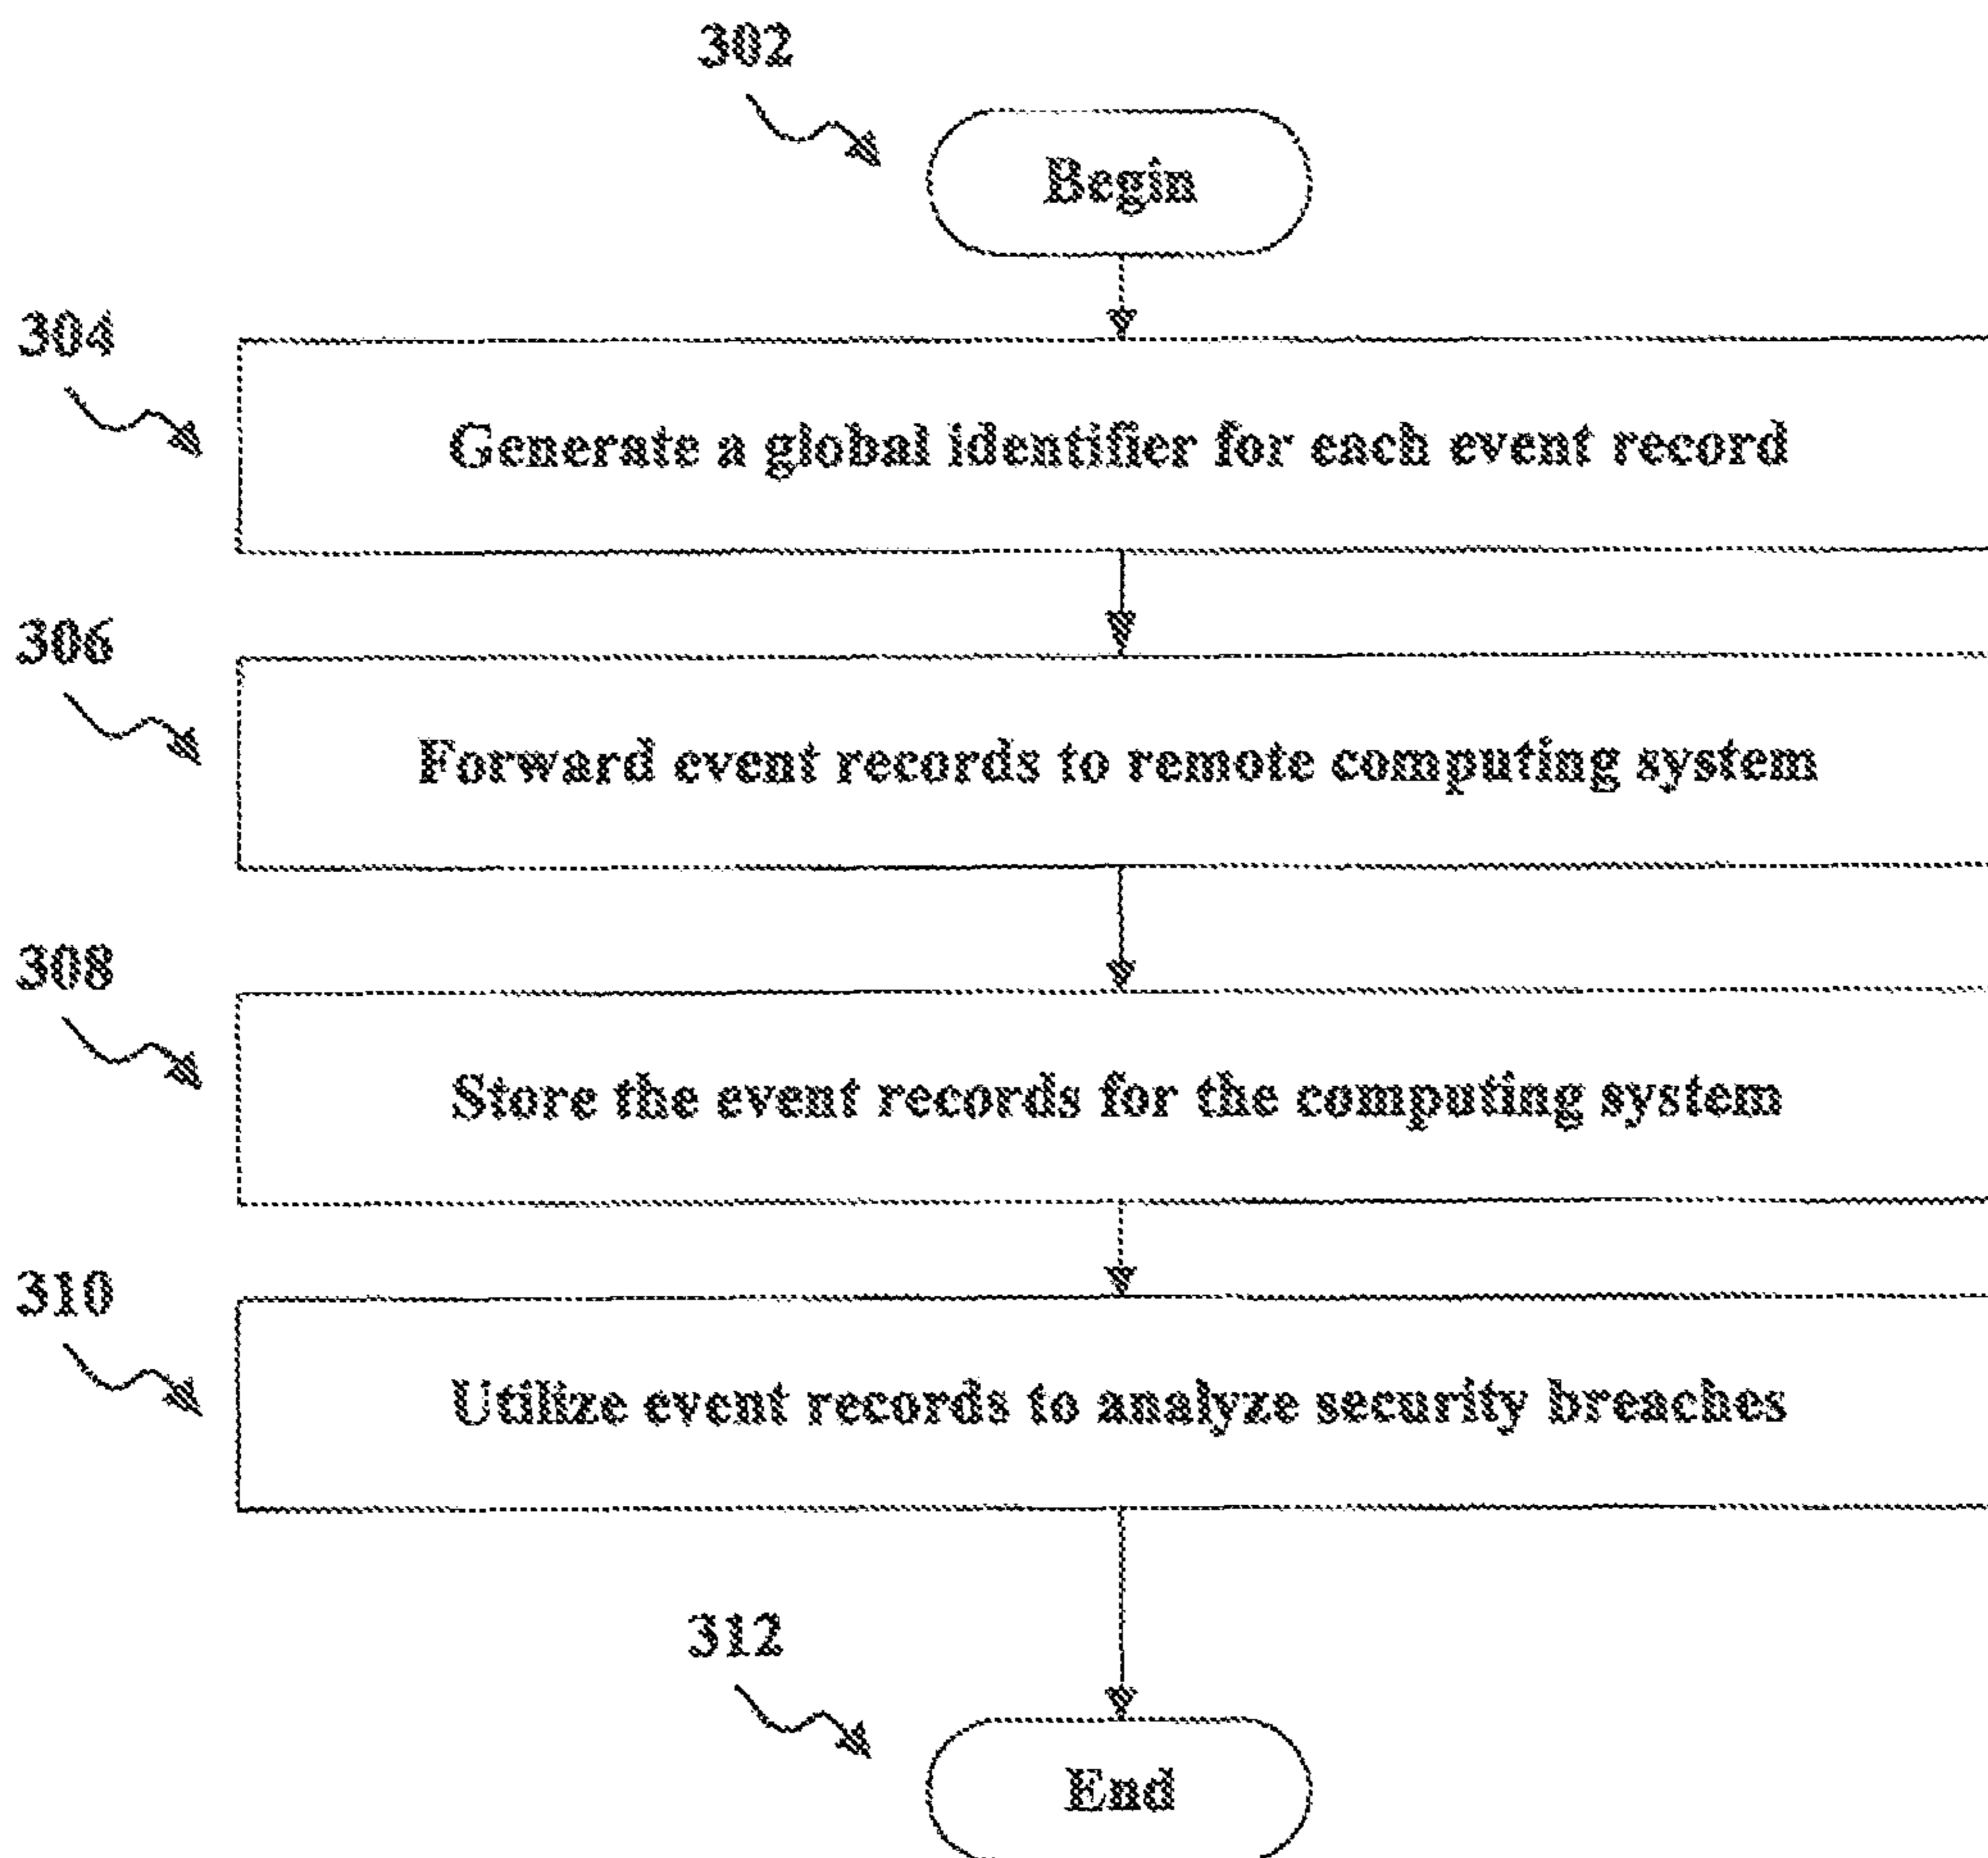 302
Begin
304
Generate a global identifier for each event record
306
Forward event records to remote computing system
308
Store the event records for the computing system
310
Utilize event records to analyze security breaches
312
End